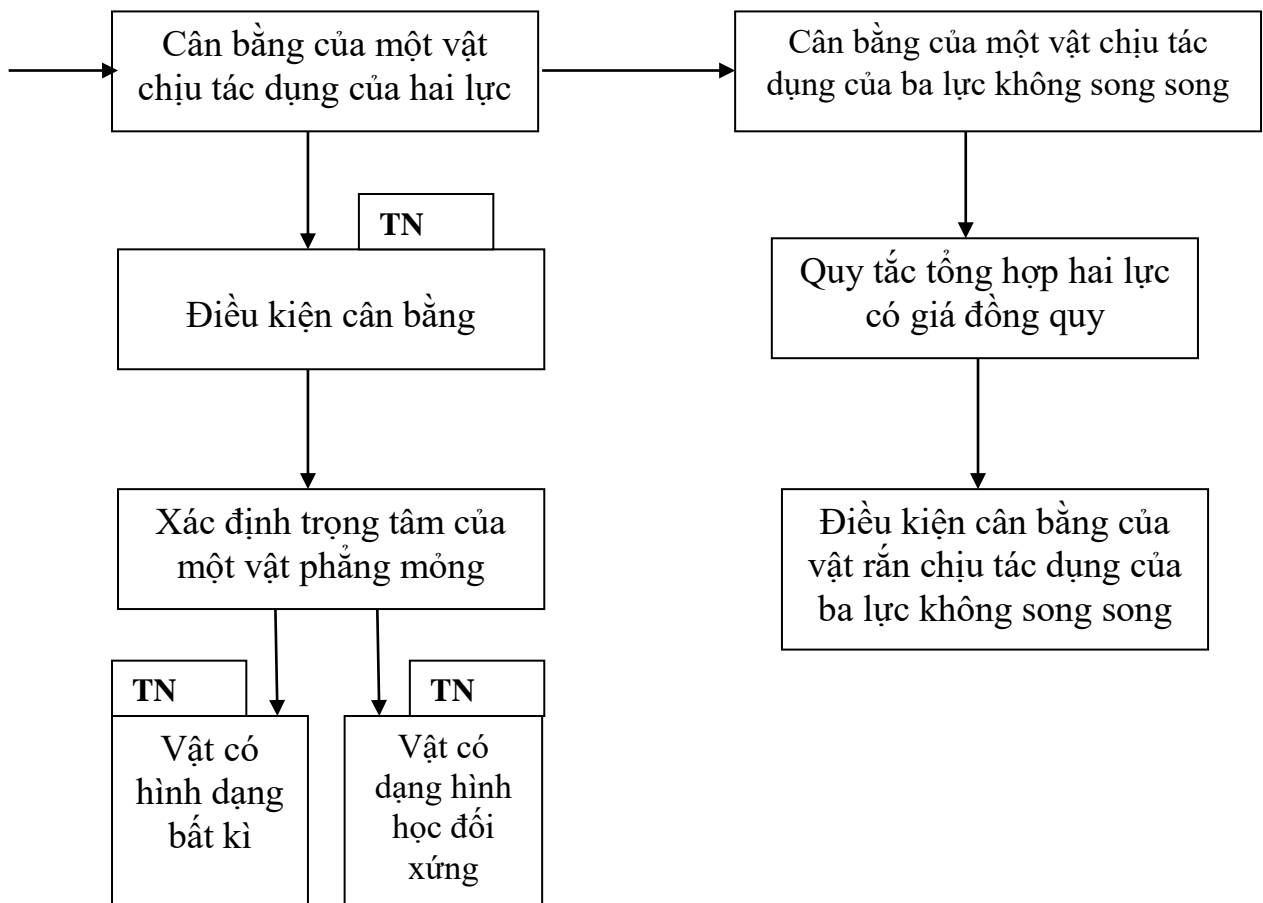 Cân bằng của một vật
chịu tác dụng của hai lực
Cân bằng của một vật chịu tác
dụng của ba lực không song song
TN
Điều kiện cân bằng
Quy tắc tổng hợp hai lực
có giá đồng quy
Xác định trọng tâm của
một vật phẳng mỏng
Điều kiện cân bằng của
vật rắn chịu tác dụng của
ba lực không song song
TN
Vật có
hình dạng
bất kì
TN
Vật có
dạng hình
học đối
xứng